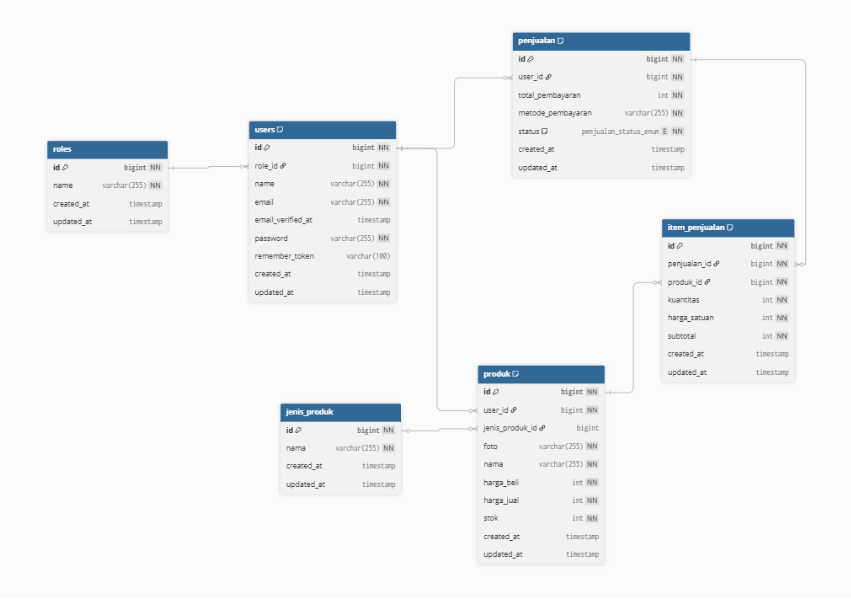 penjualan
id bigint NN
user_id bigint NN
total_pembayaran int NN
metode_pembayaran varchar(255) NN
status penjualan_status_enum E NN
created_at timestamp
updated_at timestamp
users
id bigint NN
role_id bigint NN
name varchar(255) NN
email varchar(255) NN
email_verified_at timestamp
password varchar(255) NN
remember_token varchar(100)
created_at timestamp
updated_at timestamp
roles
id bigint NN
name varchar(255) NN
created_at timestamp
updated_at timestamp
item_penjualan
id bigint NN
penjualan_id bigint NN
produk_id bigint NN
kuantitas int NN
harga_satuan int NN
subtotal int NN
created_at timestamp
updated_at timestamp
produk
id bigint NN
user_id bigint NN
jenis_produk_id bigint
foto varchar(255) NN
nama varchar(255) NN
harga_beli int NN
harga_jual int NN
stok int NN
created_at timestamp
updated_at timestamp
jenis_produk
id bigint NN
nama varchar(255) NN
created_at timestamp
updated_at timestamp